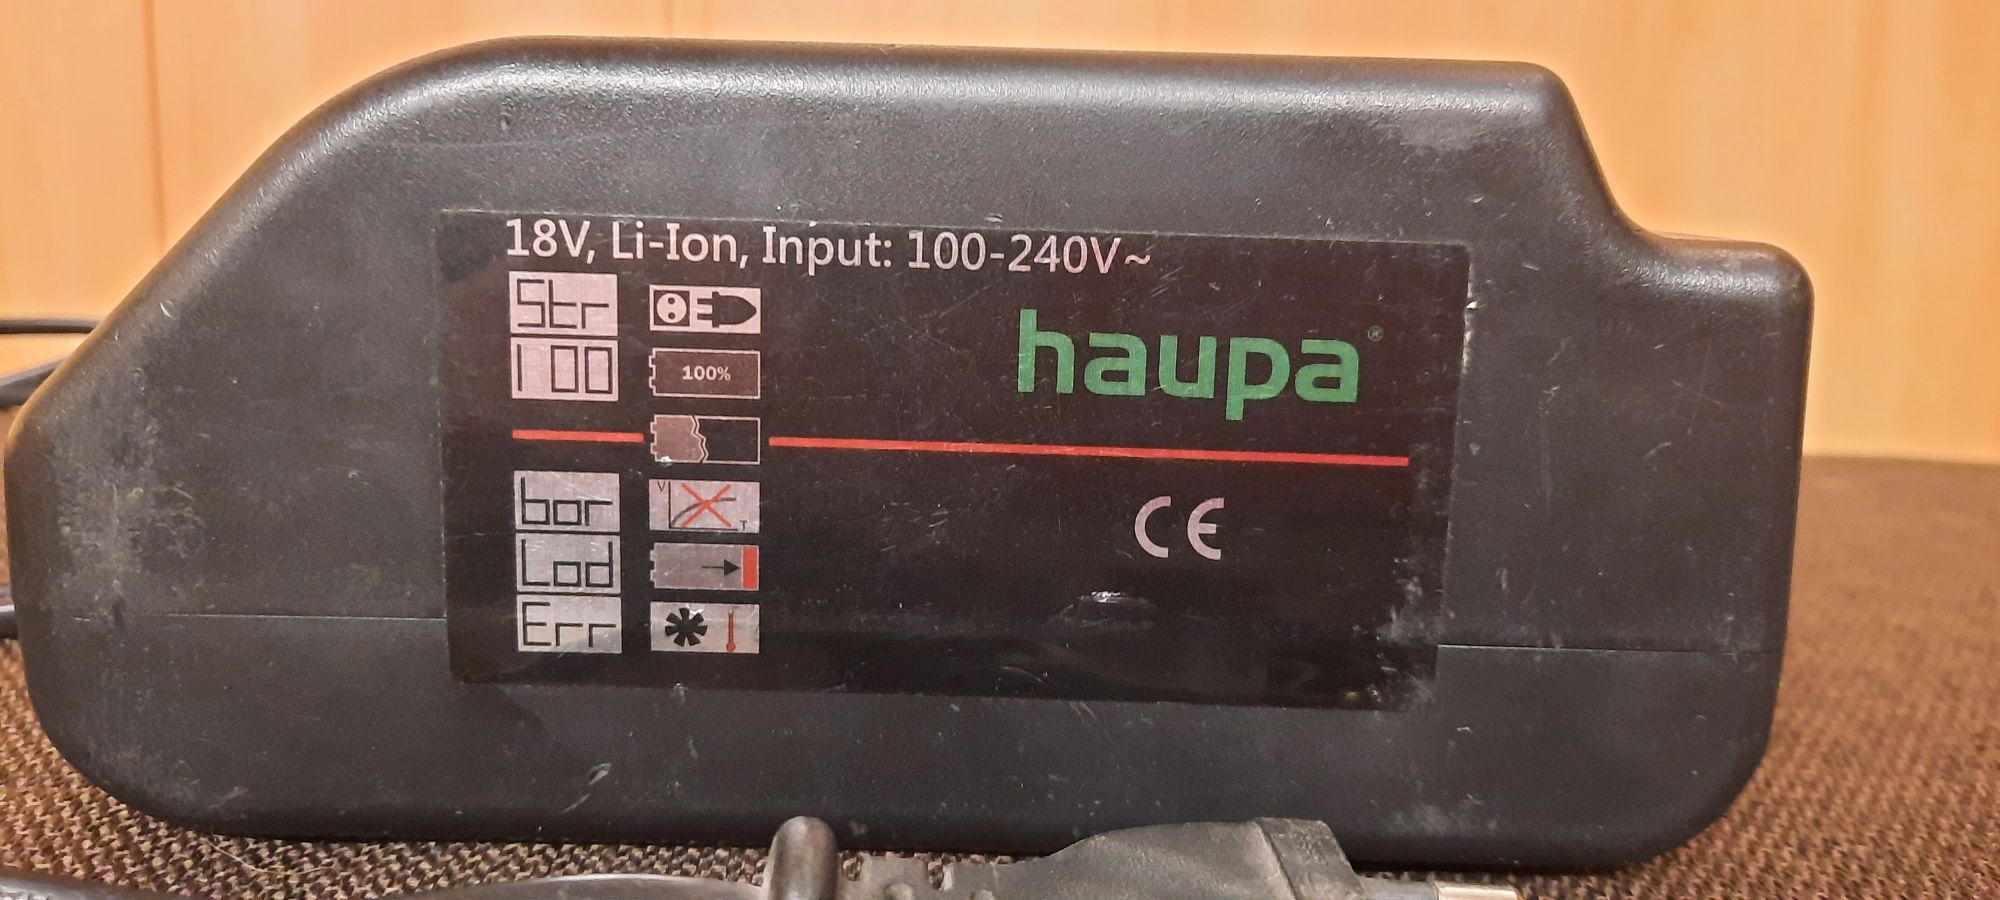 18V, Li-Ion, Input: 100-240V~
Str
100
100%
haupa®
bor
V
T
Lod
Err
CE